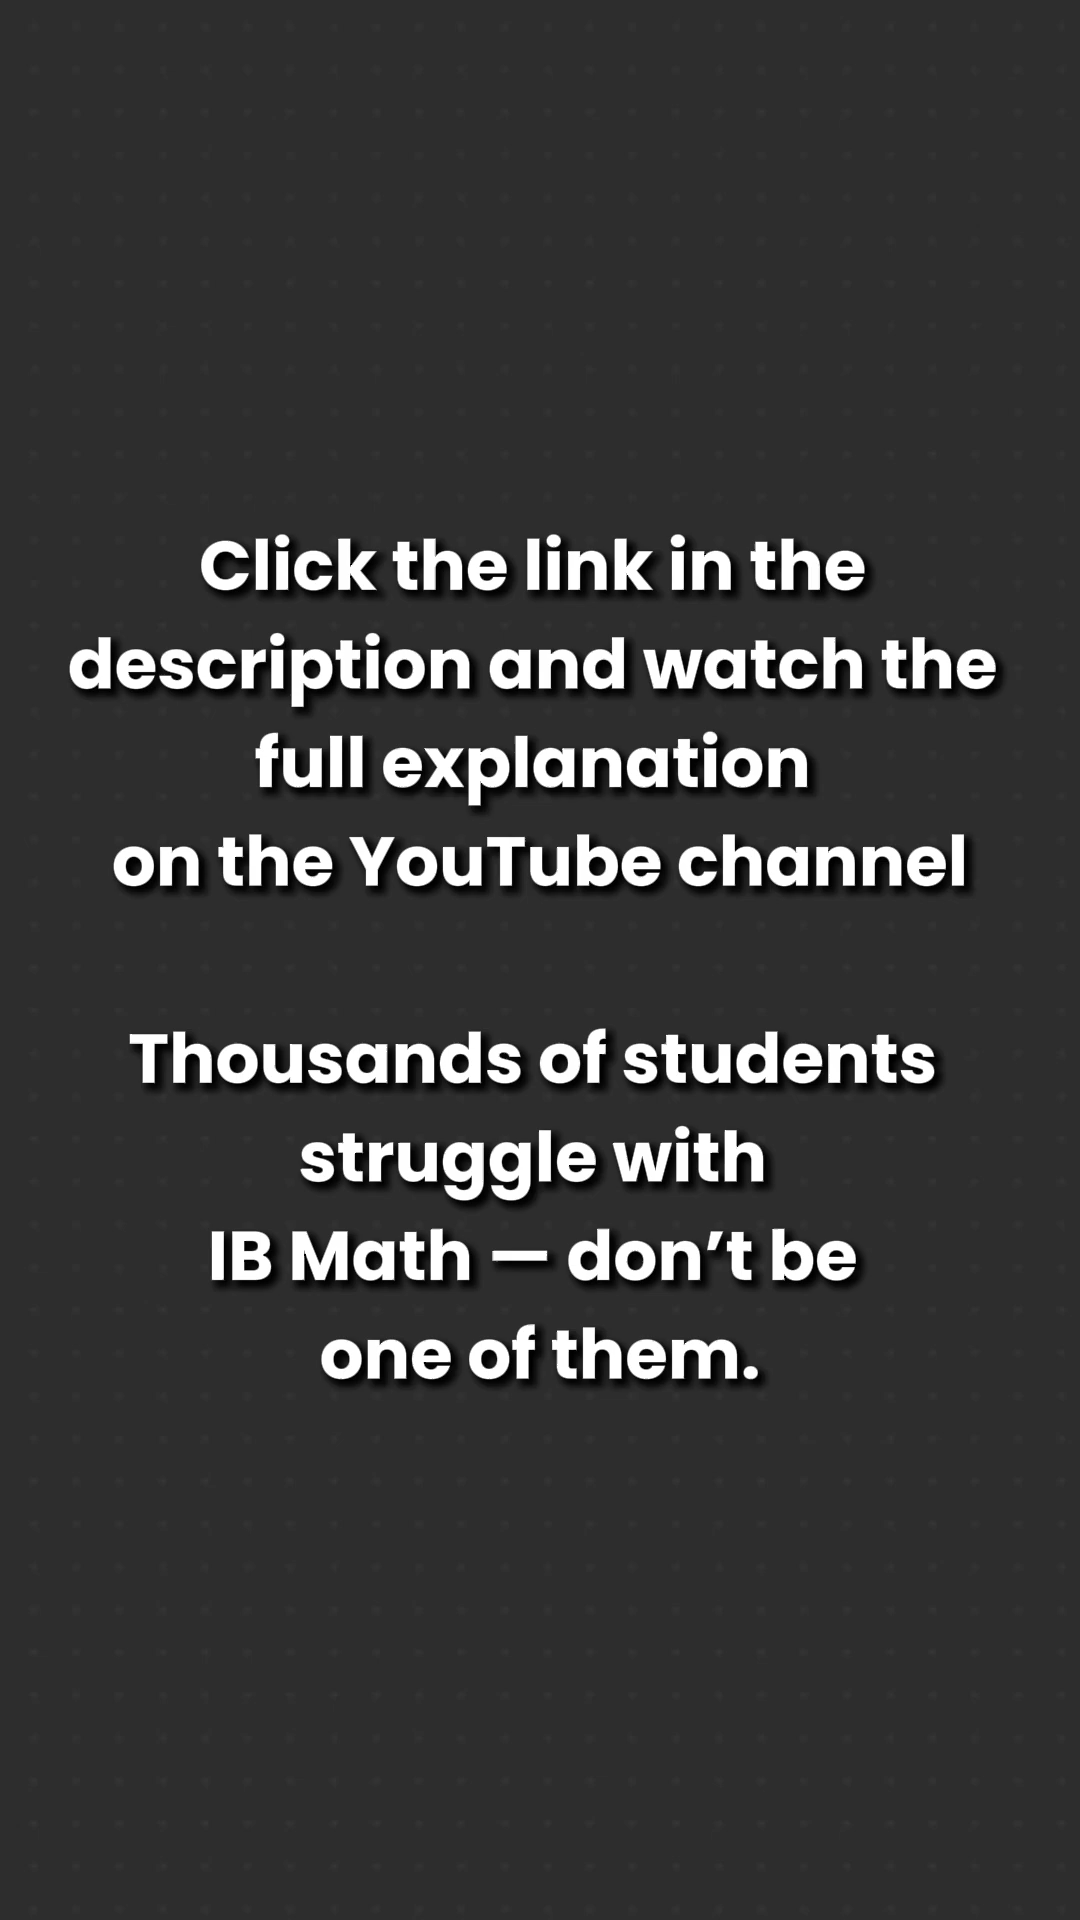 Click the link in the
description and watch the
full explanation
on the YouTube channel
Thousands of students
struggle with
IB Math — don’t be
one of them.